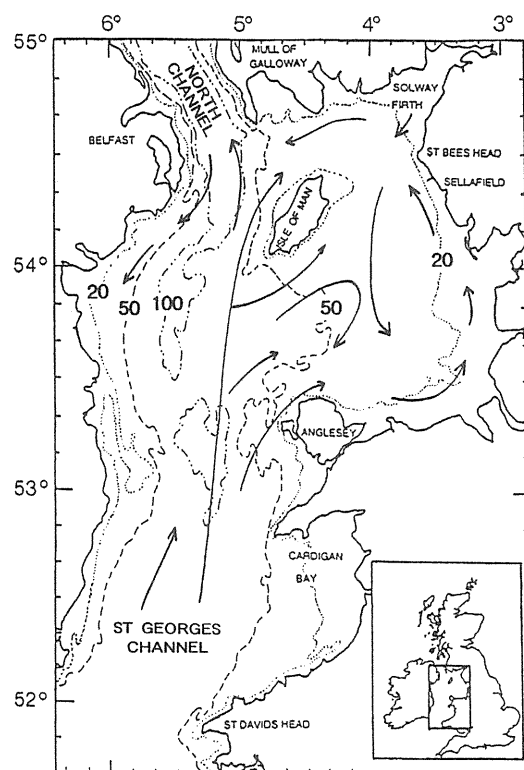 6° 5° 4°
55°
MULL OF
GALLOWAY
NORTH
CHANNEL
SOLWAY
FIRTH
BELFAST
ST BEES HEAD
SELLAFIELD
ISLE OF MAN
54°
20 50 100 50 20
ANGLESEY
53°
CARDIGAN
BAY
ST GEORGES
CHANNEL
52°
ST DAVIDS HEAD